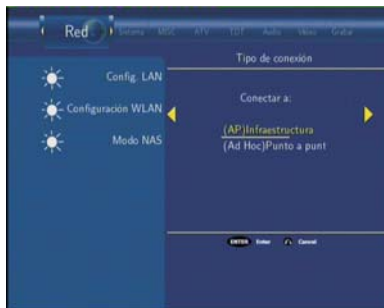 Red Sistema MISC ATV TDT Audio Video Grabar
Tipo de conexión
Config. LAN
Configuración WLAN
Modo NAS
Conectar a:
(AP)Infraestructura
(Ad Hoc)Punto a punt
ENTER Enter Cancel